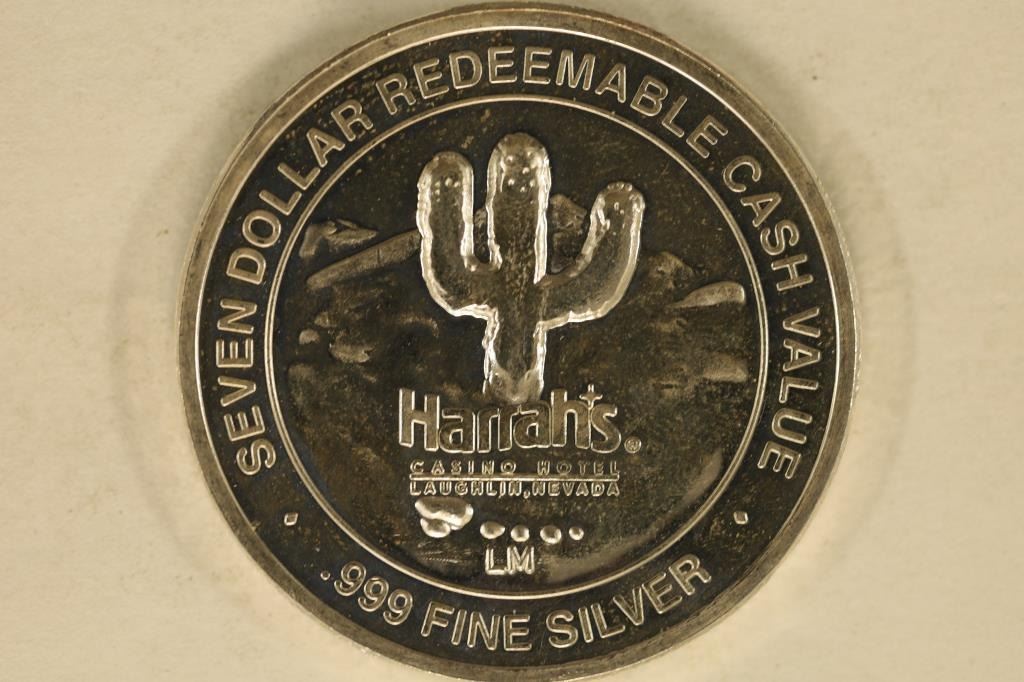 SEVEN DOLLAR REDEEMABLE CASH VALUE
Harrah's®
CASINO HOTEL
LAUGHLIN, NEVADA
LM
.999 FINE SILVER